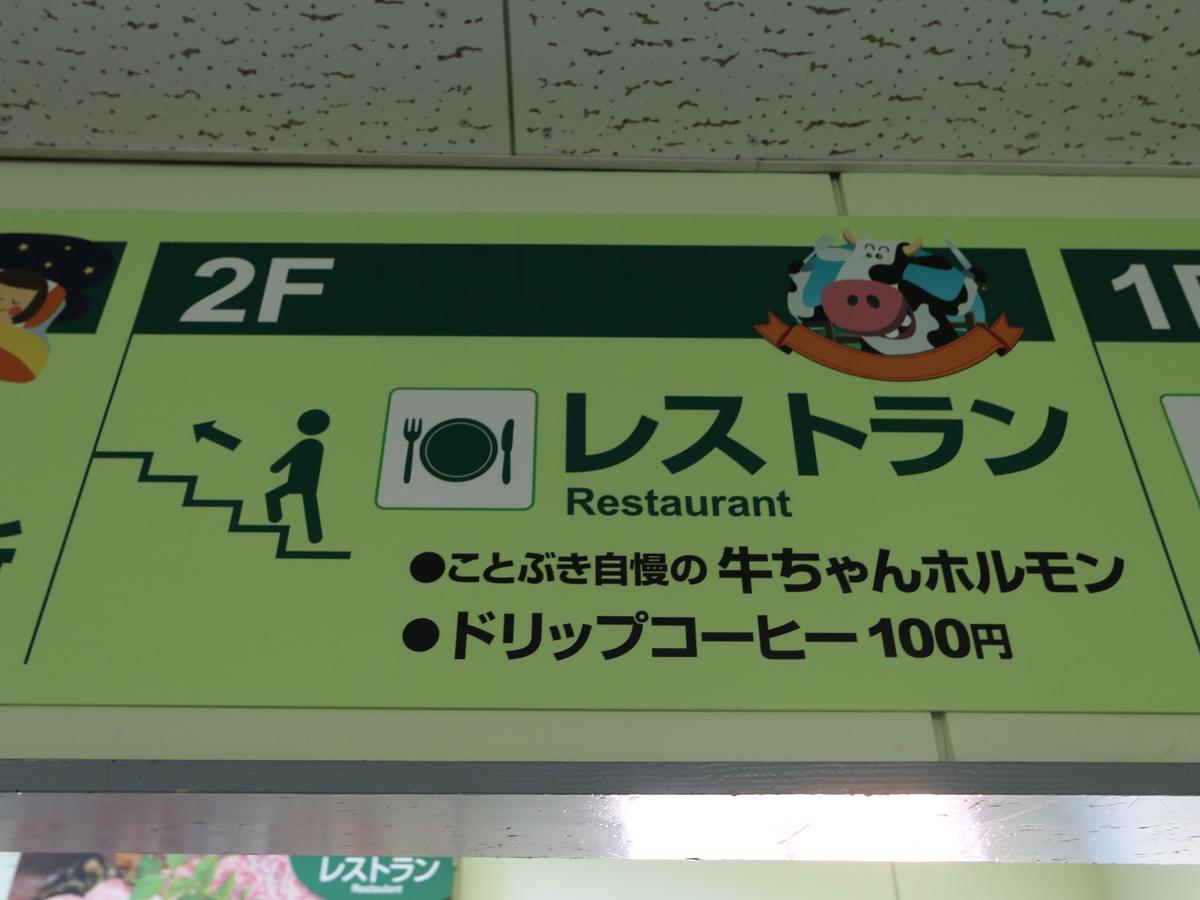 2F
レストラン
Restaurant
●ことぶき自慢の 牛ちゃんホルモン
●ドリップコーヒー 100円
レストラン
Restaulant